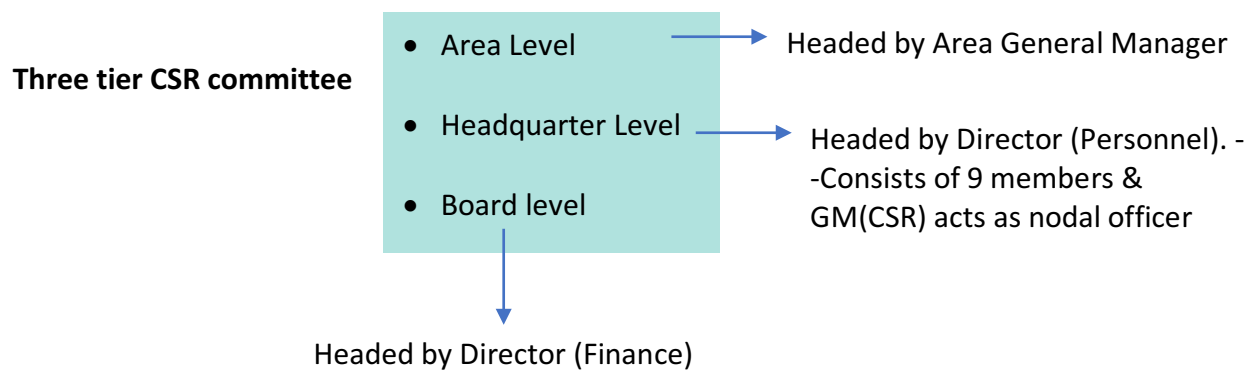 Three tier CSR committee
• Area Level
Headed by Area General Manager
• Headquarter Level
Headed by Director (Personnel). -
-Consists of 9 members &
GM(CSR) acts as nodal officer
• Board level
Headed by Director (Finance)